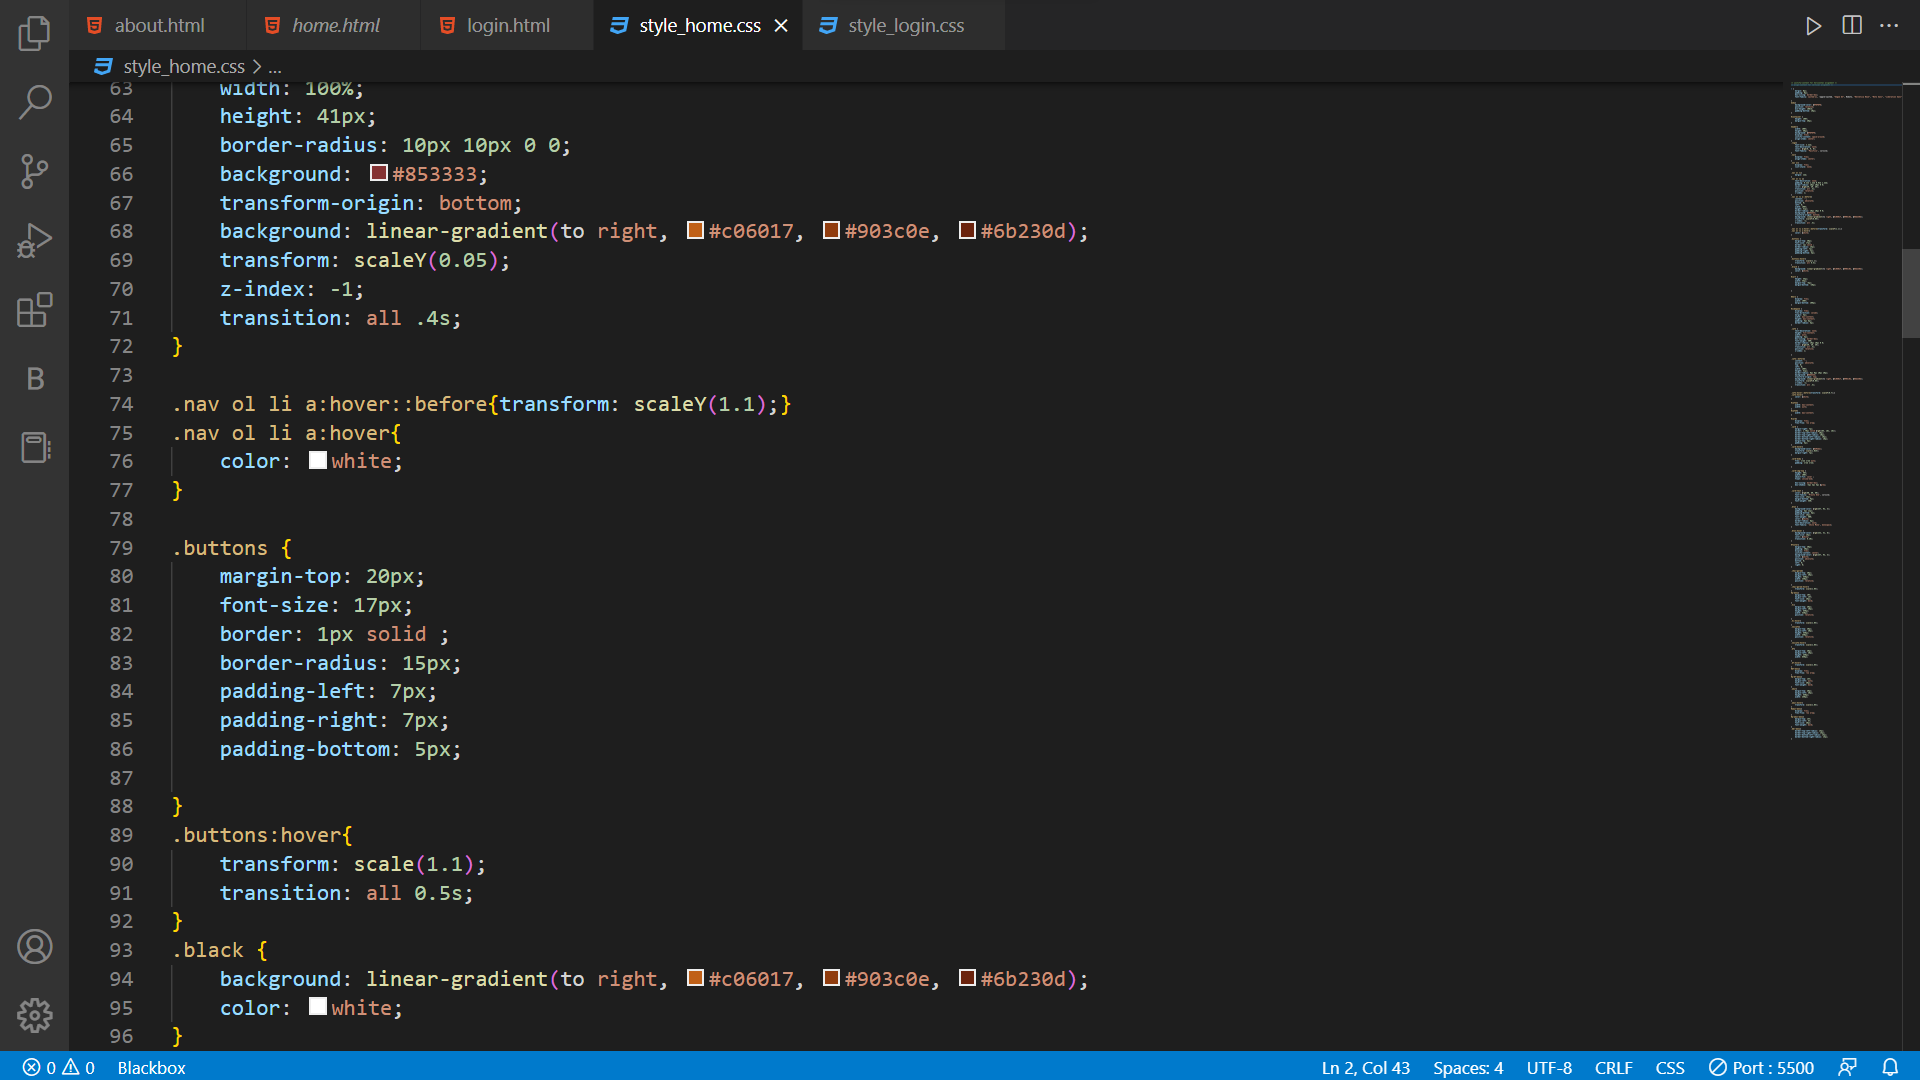 about.html home.html login.html style_home.css style_login.css
style_home.css > ...
63 width: 100%;
64 height: 41px;
65 border-radius: 10px 10px 0 0;
66 background: #853333;
67 transform-origin: bottom;
68 background: linear-gradient(to right, #c06017, #903c0e, #6b230d);
69 transform: scaleY(0.05);
70 z-index: -1;
71 transition: all .4s;
72 }
73
74 .nav ol li a:hover::before{transform: scaleY(1.1);}
75 .nav ol li a:hover{
76 color: white;
77 }
78
79 .buttons {
80 margin-top: 20px;
81 font-size: 17px;
82 border: 1px solid ;
83 border-radius: 15px;
84 padding-left: 7px;
85 padding-right: 7px;
86 padding-bottom: 5px;
87
88 }
89 .buttons:hover{
90 transform: scale(1.1);
91 transition: all 0.5s;
92 }
93 .black {
94 background: linear-gradient(to right, #c06017, #903c0e, #6b230d);
95 color: white;
96 }
B
0 0 Blackbox Ln 2, Col 43 Spaces: 4 UTF-8 CRLF CSS Port : 5500